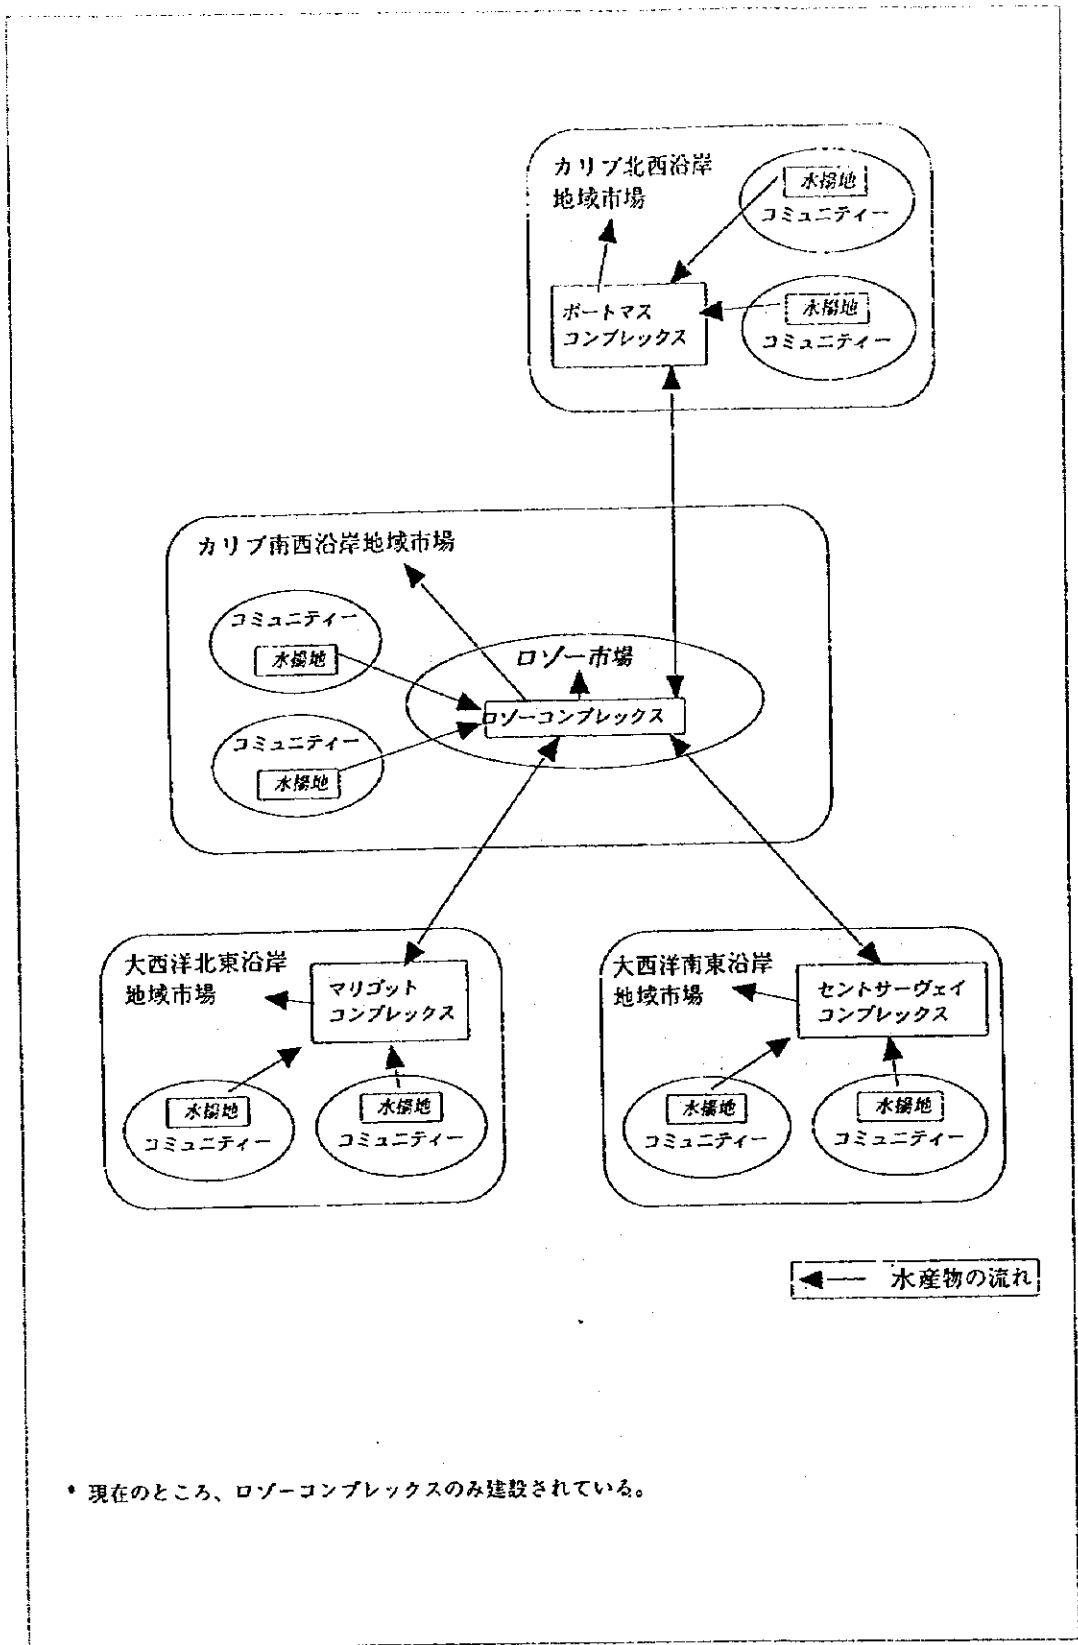 カリブ北西沿岸
地域市場
水揚地
コミュニティー
ポートマス
コンプレックス
水揚地
コミュニティー
カリブ南西沿岸地域市場
コミュニティー
水揚地
ロゾー市場
ロゾーコンプレックス
コミュニティー
水揚地
大西洋北東沿岸
地域市場
マリゴット
コンプレックス
水揚地
コミュニティー
水揚地
コミュニティー
大西洋南東沿岸
地域市場
セントサーヴェイ
コンプレックス
水揚地
コミュニティー
水揚地
コミュニティー
水産物の流れ
* 現在のところ、ロゾーコンプレックスのみ建設されている。